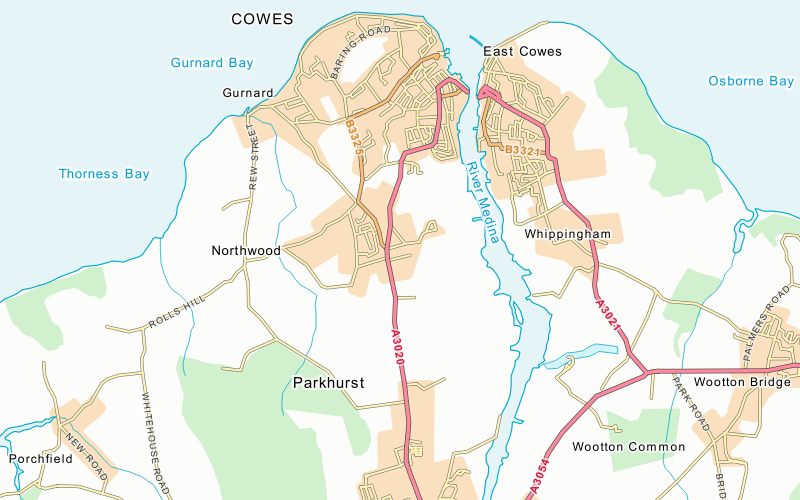 COWES
BARING ROAD
East Cowes
Gurnard Bay
Osborne Bay
Gurnard
B3325
REW STREET
B3321
Thorness Bay
River Medina
Whippingham
Northwood
ROLLS HILL
A3021
PALMERS ROAD
A3020
Parkhurst
WHITEHOUSE ROAD
PARK ROAD
Wootton Bridge
NEW ROAD
Porchfield
Wootton Common
A3054
BRID